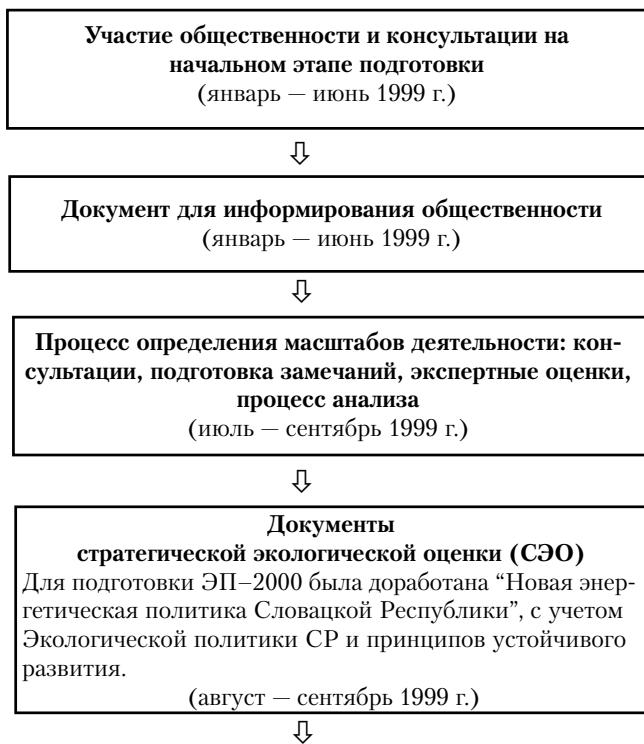 Участие общественности и консультации на
начальном этапе подготовки
(январь — июнь 1999 г.)
⇩
Документ для информирования общественности
(январь — июнь 1999 г.)
⇩
Процесс определения масштабов деятельности: кон-
сультации, подготовка замечаний, экспертные оценки,
процесс анализа
(июль — сентябрь 1999 г.)
⇩
Документы
стратегической экологической оценки (СЭО)
Для подготовки ЭП–2000 была доработана “Новая энер-
гетическая политика Словацкой Республики”, с учетом
Экологической политики СР и принципов устойчивого
развития.
(август — сентябрь 1999 г.)
⇩